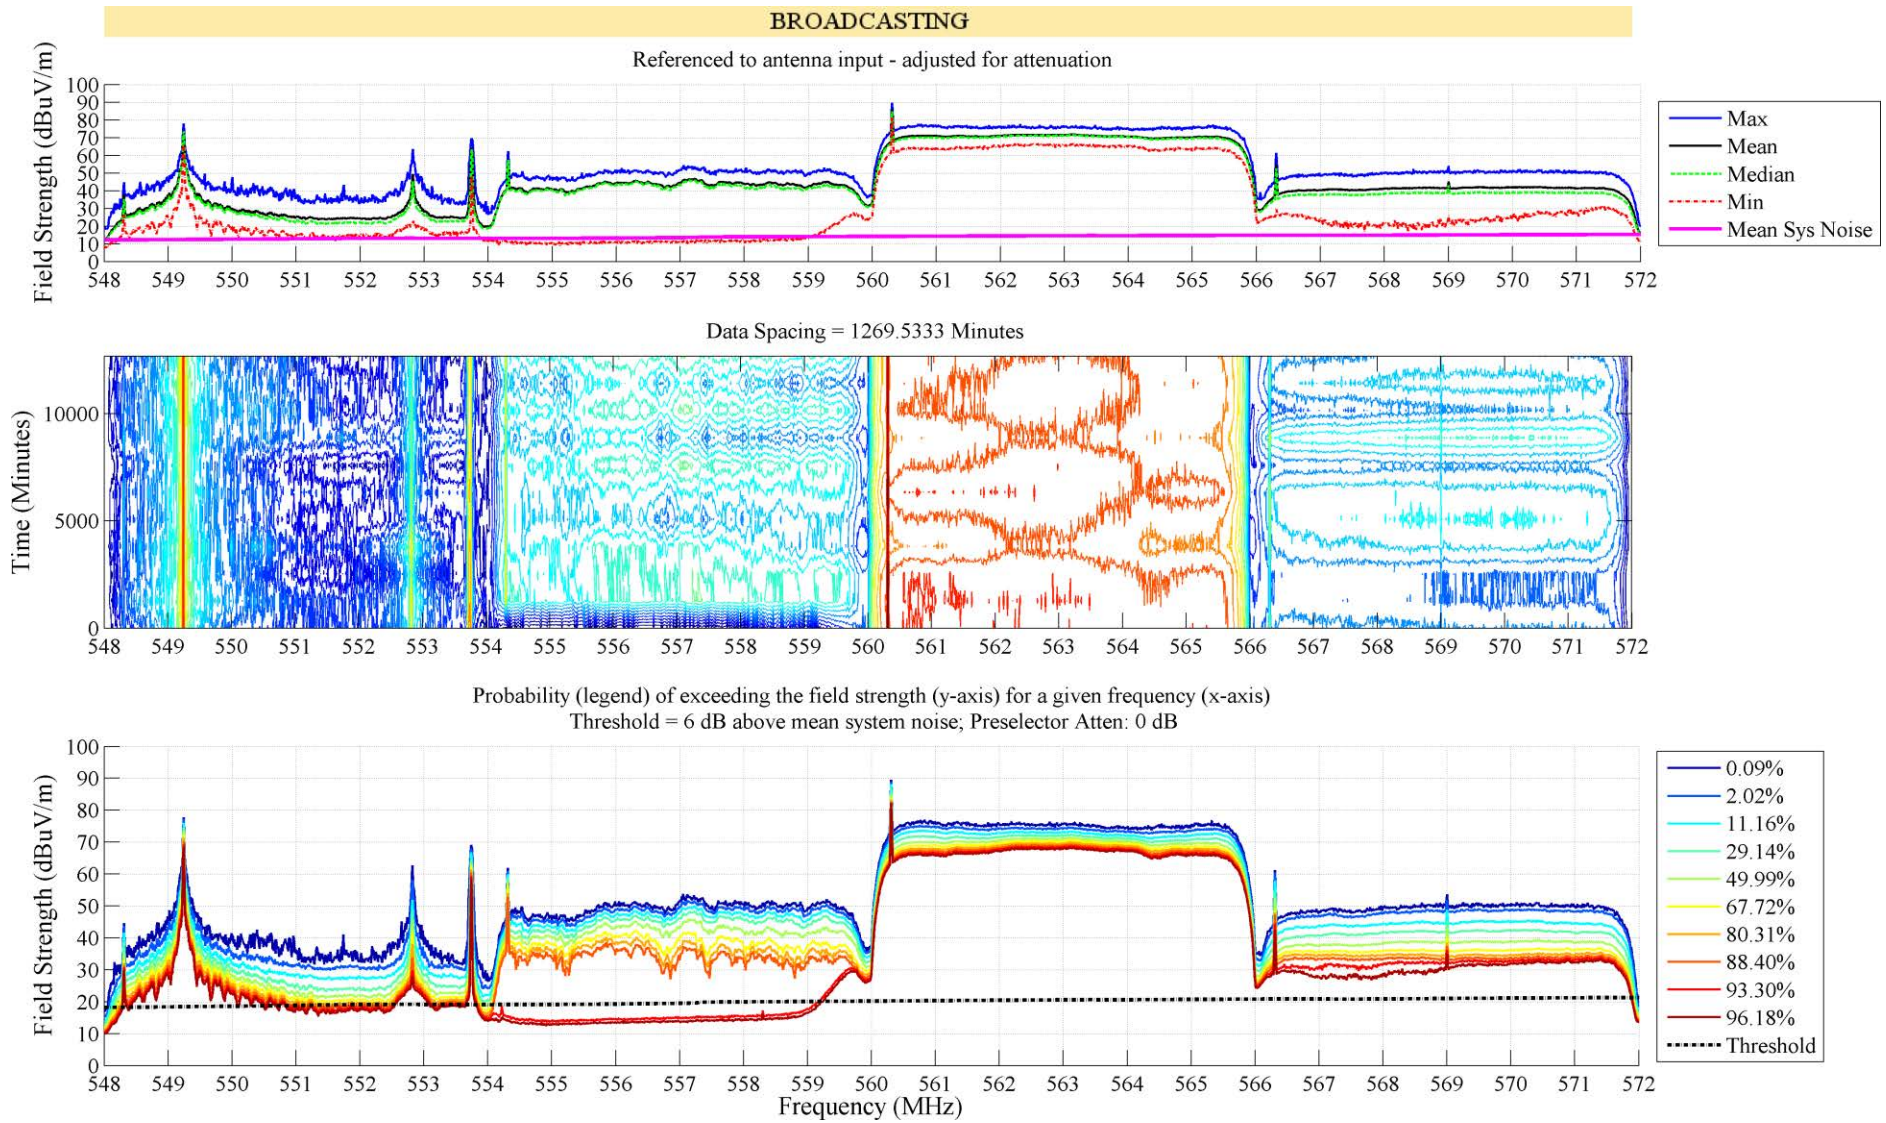 BROADCASTING
Referenced to antenna input - adjusted for attenuation
Field Strength (dBuV/m)
100
90
80
70
60
50
40
30
20
10
0
548 549 550 551 552 553 554 555 556 557 558 559 560 561 562 563 564 565 566 567 568 569 570 571 572
Max
Mean
Median
Min
Mean Sys Noise
Data Spacing = 1269.5333 Minutes
Time (Minutes)
10000
5000
0
548 549 550 551 552 553 554 555 556 557 558 559 560 561 562 563 564 565 566 567 568 569 570 571 572
Probability (legend) of exceeding the field strength (y-axis) for a given frequency (x-axis)
Threshold = 6 dB above mean system noise; Preselector Atten: 0 dB
Field Strength (dBuV/m)
100
90
80
70
60
50
40
30
20
10
0
548 549 550 551 552 553 554 555 556 557 558 559 560 561 562 563 564 565 566 567 568 569 570 571 572
Frequency (MHz)
0.09%
2.02%
11.16%
29.14%
49.99%
67.72%
80.31%
88.40%
93.30%
96.18%
Threshold